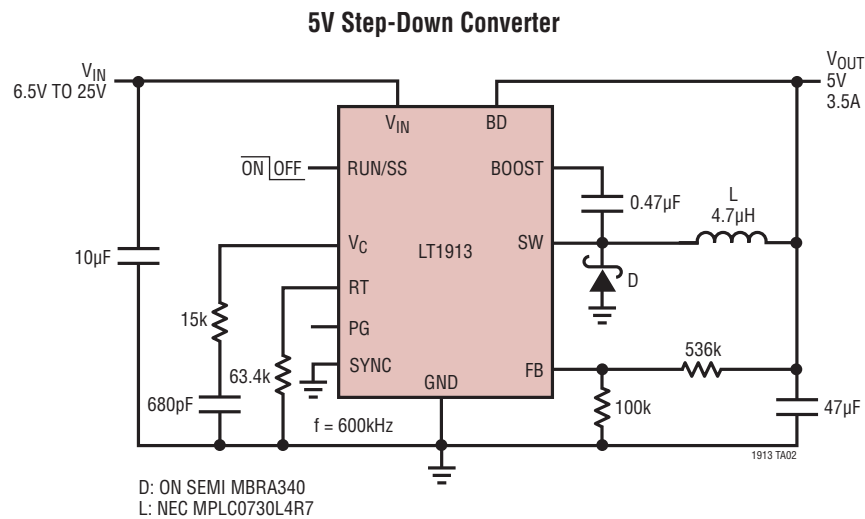 5V Step-Down Converter
VIN
6.5V TO 25V
VOUT
5V
3.5A
VIN
BD
ON OFF
RUN/SS
BOOST
0.47µF
L
4.7µH
10µF
VC
LT1913
SW
D
RT
15k
PG
63.4k
SYNC
FB
536k
680pF
GND
100k
47µF
f = 600kHz
1913 TA02
D: ON SEMI MBRA340
L: NEC MPLC0730L4R7